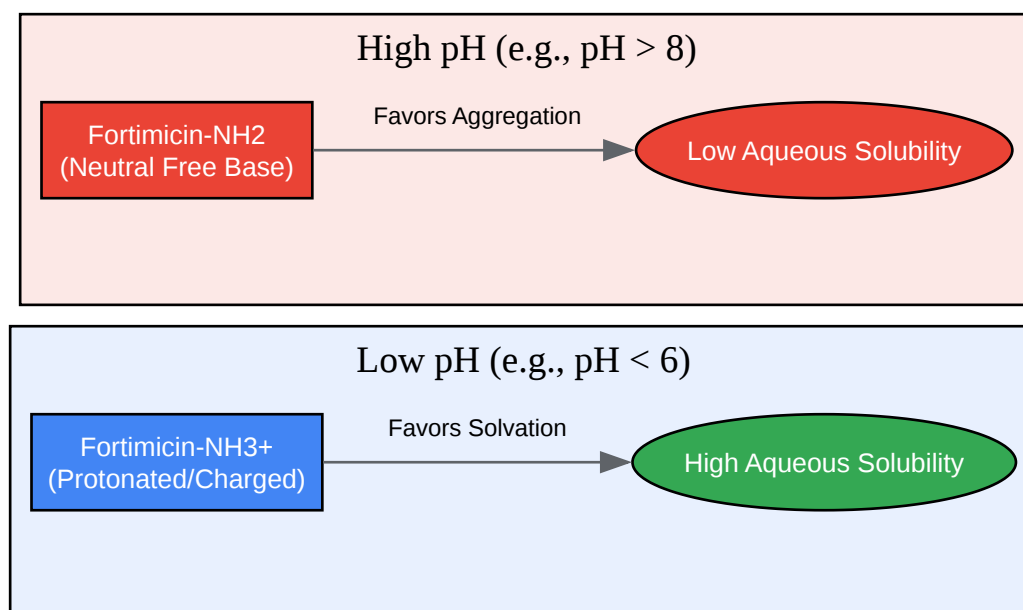 High pH (e.g., pH > 8)
Favors Aggregation
Fortimicin-NH2
(Neutral Free Base)
Low Aqueous Solubility
Low pH (e.g., pH < 6)
Favors Solvation
Fortimicin-NH3+
(Protonated/Charged)
High Aqueous Solubility